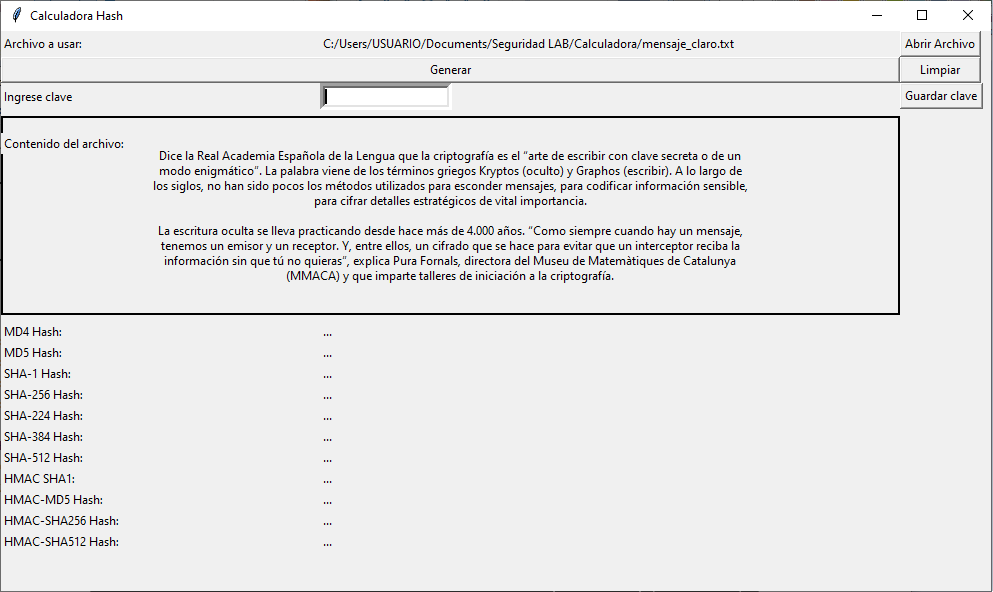 Calculadora Hash
Archivo a usar: C:/Users/USUARIO/Documents/Seguridad LAB/Calculadora/mensaje_claro.txt Abrir Archivo
Generar Limpiar
Ingrese clave Guardar clave
Contenido del archivo:
Dice la Real Academia Española de la Lengua que la criptografía es el “arte de escribir con clave secreta o de un
modo enigmático”. La palabra viene de los términos griegos Kryptos (oculto) y Graphos (escribir). A lo largo de
los siglos, no han sido pocos los métodos utilizados para esconder mensajes, para codificar información sensible,
para cifrar detalles estratégicos de vital importancia.
La escritura oculta se lleva practicando desde hace más de 4.000 años. “Como siempre cuando hay un mensaje,
tenemos un emisor y un receptor. Y, entre ellos, un cifrado que se hace para evitar que un interceptor reciba la
información sin que tú no quieras”, explica Pura Fornals, directora del Museu de Matemàtiques de Catalunya
(MMACA) y que imparte talleres de iniciación a la criptografía.
MD4 Hash: ...
MD5 Hash: ...
SHA-1 Hash: ...
SHA-256 Hash: ...
SHA-224 Hash: ...
SHA-384 Hash: ...
SHA-512 Hash: ...
HMAC SHA1: ...
HMAC-MD5 Hash: ...
HMAC-SHA256 Hash: ...
HMAC-SHA512 Hash: ...